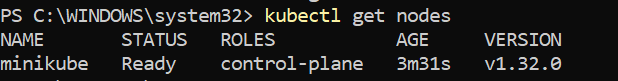 PS C:\WINDOWS\system32> kubectl get nodes
NAME       STATUS   ROLES           AGE     VERSION
minikube   Ready    control-plane   3m31s   v1.32.0